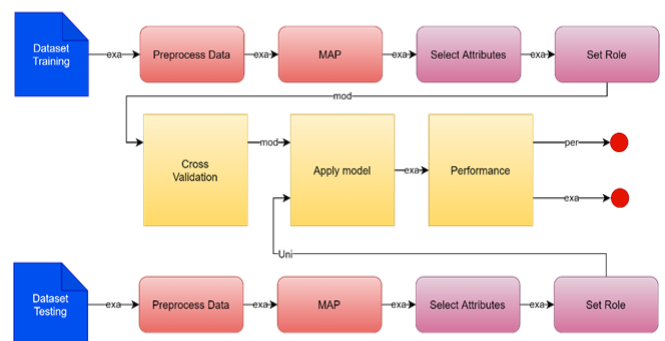 Dataset
Training
exa
Preprocess Data
exa
MAP
exa
Select Attributes
exa
Set Role
mod
Cross
Validation
mod
Apply model
exa
Performance
per
exa
Uni
Dataset
Testing
exa
Preprocess Data
exa
MAP
exa
Select Attributes
exa
Set Role